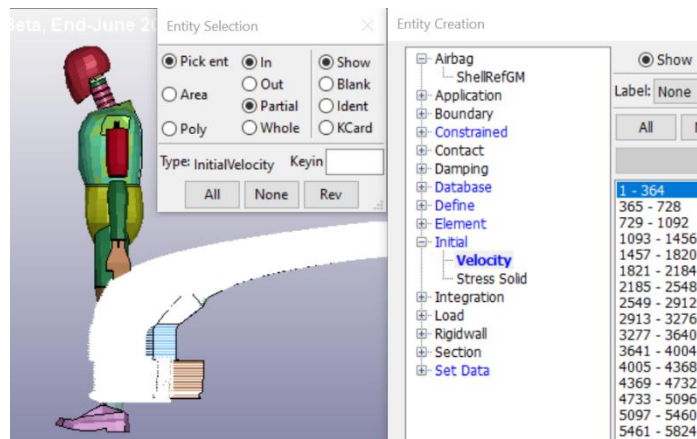 Beta, End-June 20
Entity Selection
Pick ent
In
Show
Out
Blank
Area
Partial
Ident
Poly
Whole
KCard
Type: InitialVelocity Keyin
All None Rev
Entity Creation
Airbag
ShellRefGM
Application
Boundary
Constrained
Contact
Damping
Database
Define
Element
Initial
Velocity
Stress Solid
Integration
Load
Rigidwall
Section
Set Data
Show
Label: None
All
1 - 364
365 - 728
729 - 1092
1093 - 1456
1457 - 1820
1821 - 2184
2185 - 2548
2549 - 2912
2913 - 3276
3277 - 3640
3641 - 4004
4005 - 4368
4369 - 4732
4733 - 5096
5097 - 5460
5461 - 5824